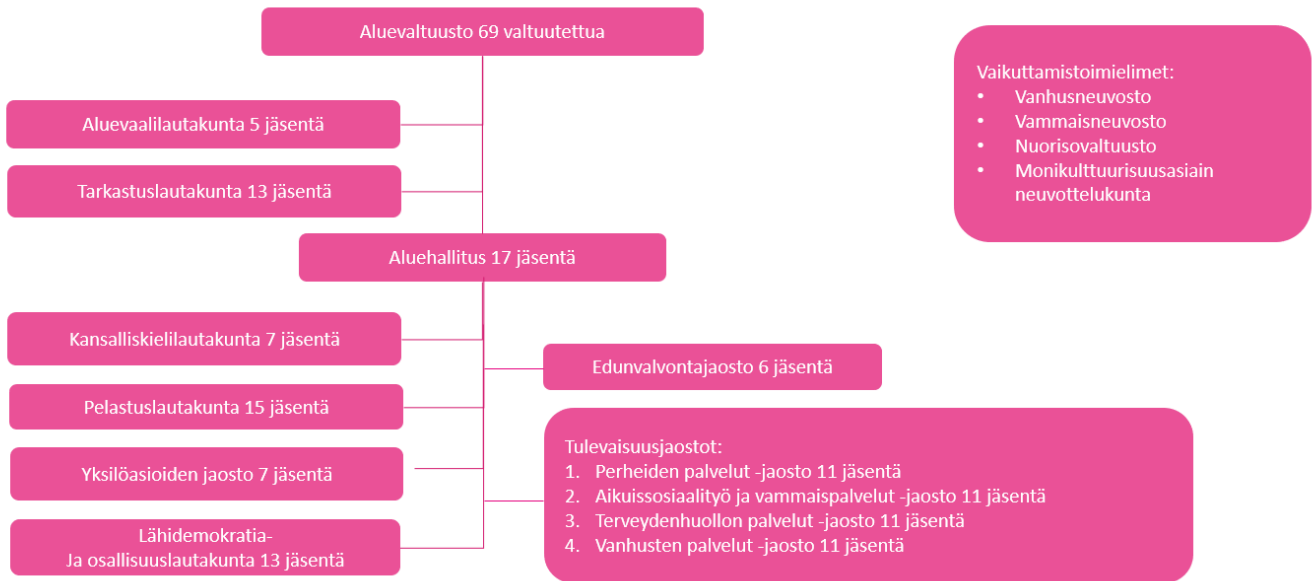 Aluevaltuusto 69 valtuutettua
Vaikuttamistoimielimet:
• Vanhusneuvosto
• Vammaisneuvosto
• Nuorisovaltuusto
• Monikulttuurisuusasiain
neuvottelukunta
Aluevaalilautakunta 5 jäsentä
Tarkastuslautakunta 13 jäsentä
Aluehallitus 17 jäsentä
Kansalliskielilautakunta 7 jäsentä
Edunvalvontajaosto 6 jäsentä
Pelastuslautakunta 15 jäsentä
Yksilöasioiden jaosto 7 jäsentä
Lähidemokratia-
Ja osallisuuslautakunta 13 jäsentä
Tulevaisuusjaostot:
1. Perheiden palvelut -jaosto 11 jäsentä
2. Aikuissosiaalityö ja vammaispalvelut -jaosto 11 jäsentä
3. Terveydenhuollon palvelut -jaosto 11 jäsentä
4. Vanhusten palvelut -jaosto 11 jäsentä